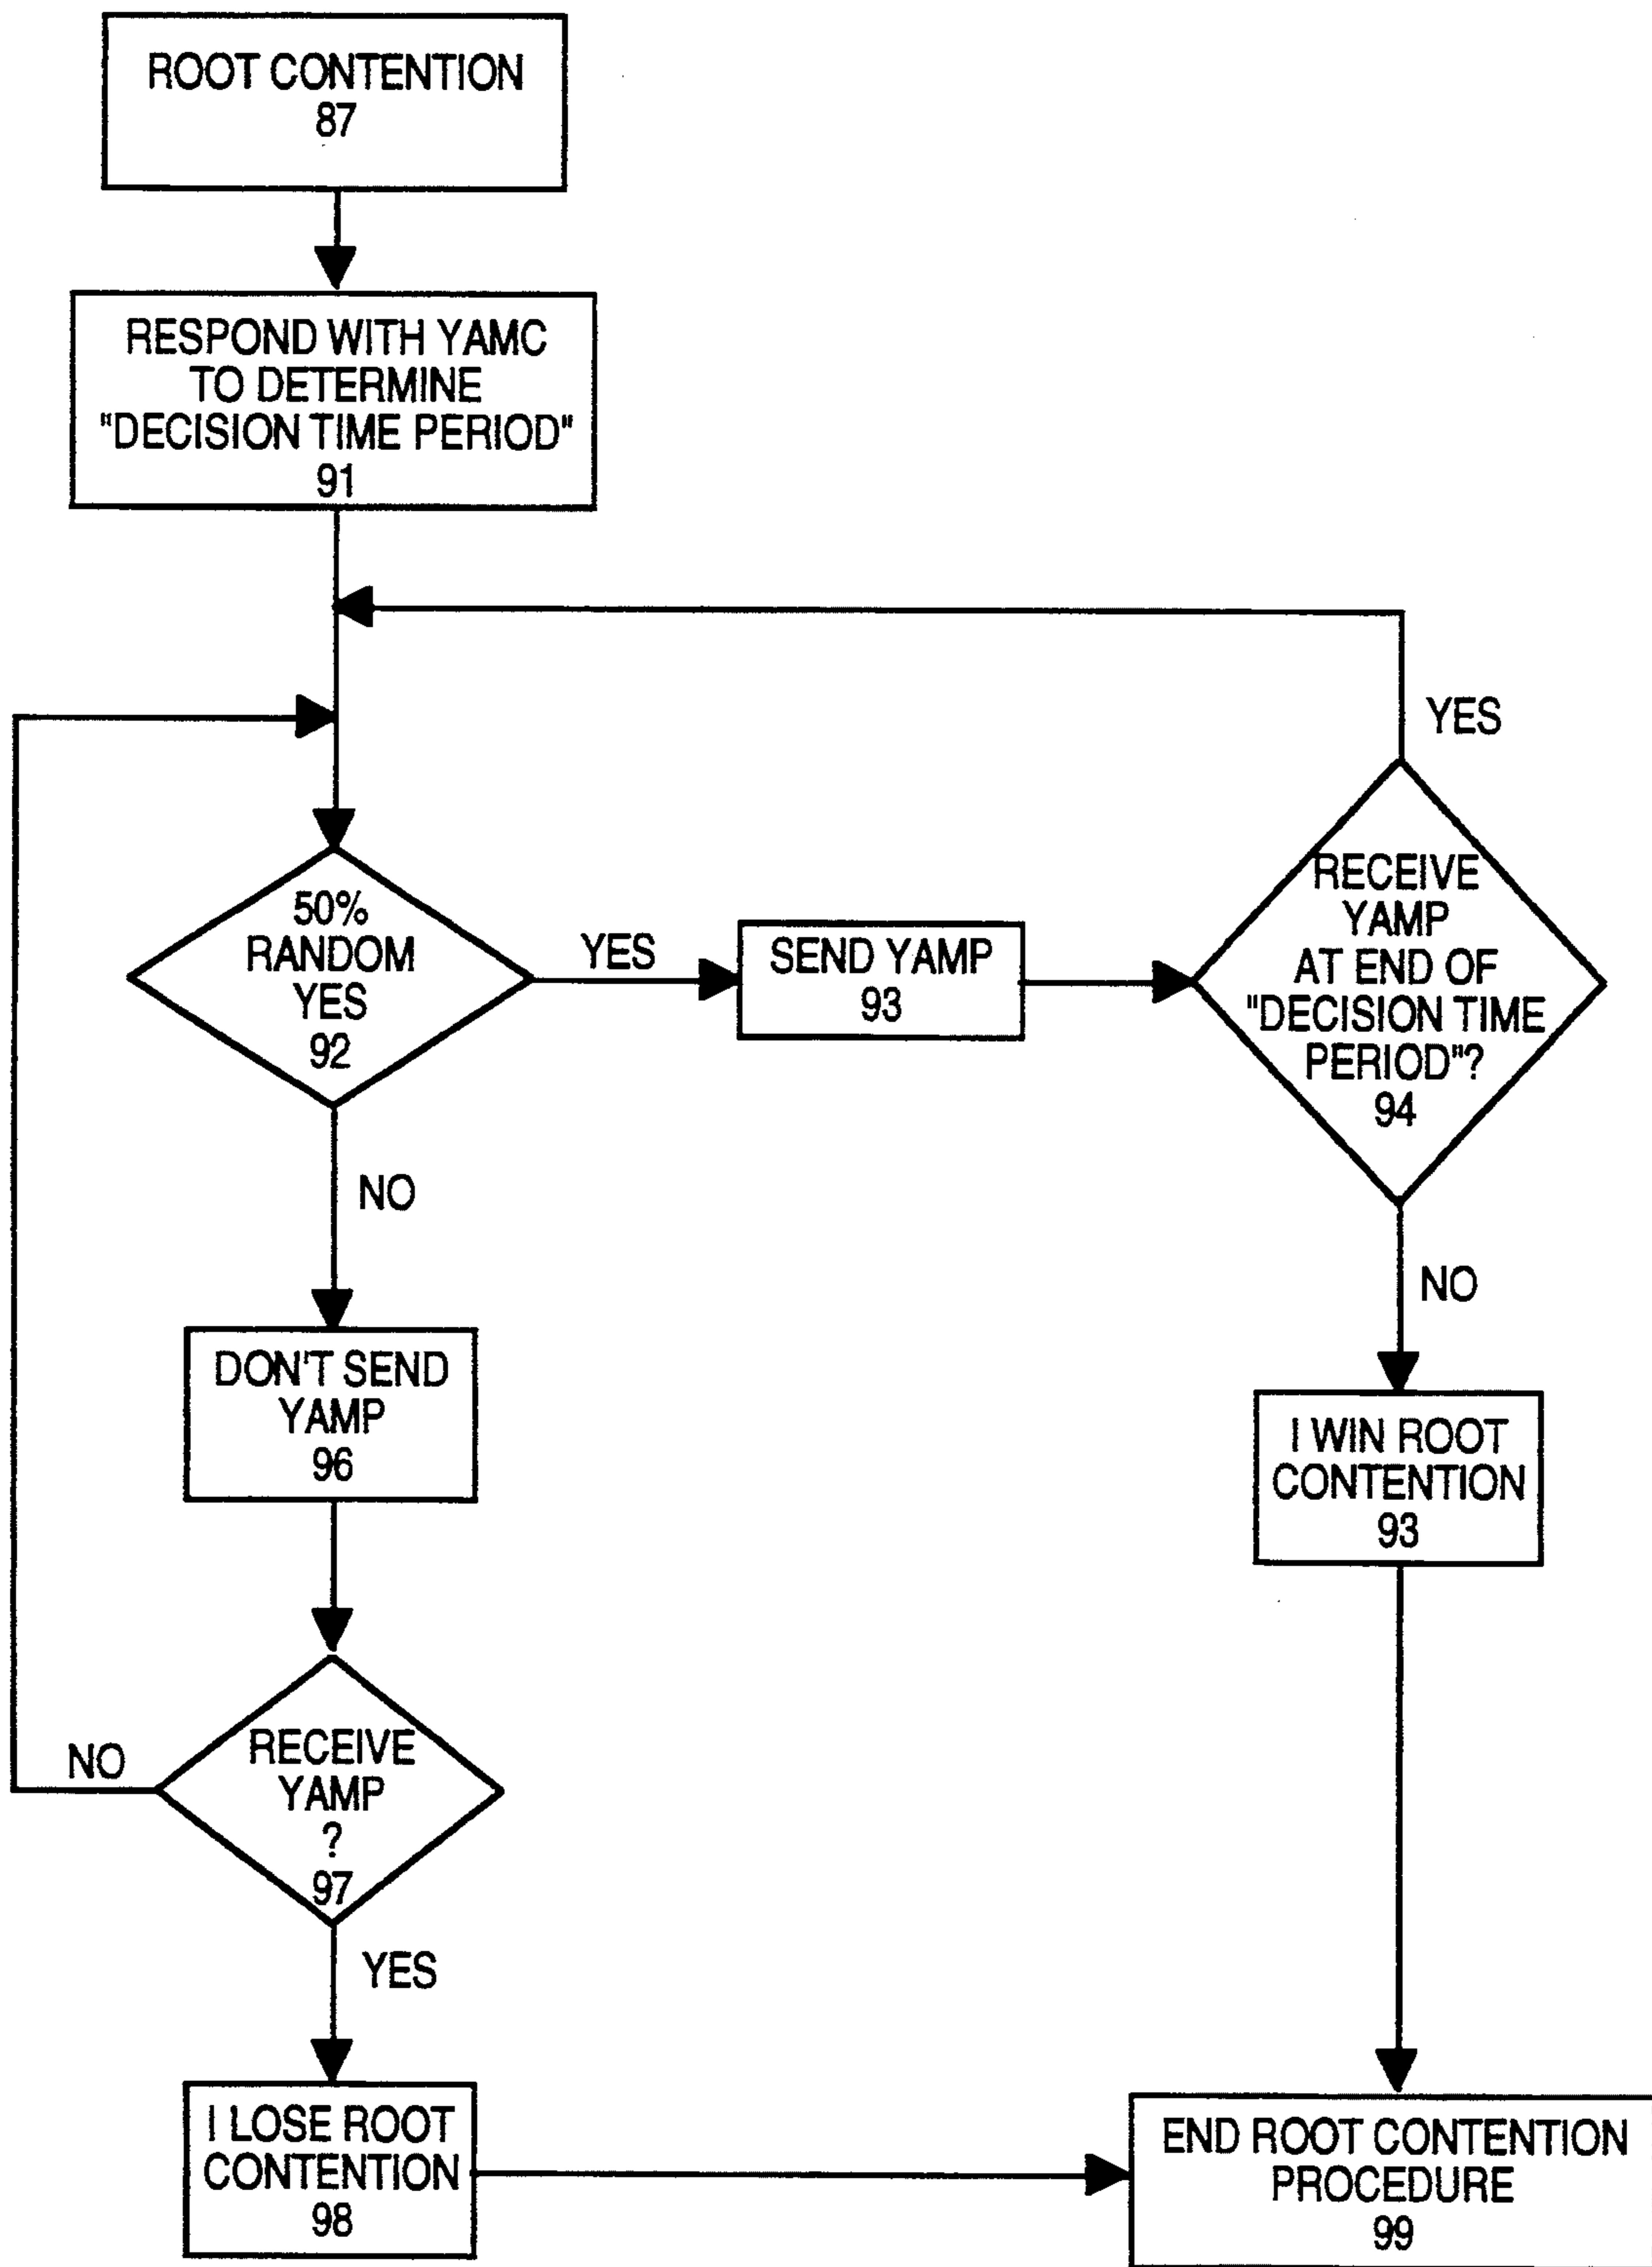 ROOT CONTENTION
87
RESPOND WITH YAMC
TO DETERMINE
"DECISION TIME PERIOD"
91
YES
50%
RANDOM
YES
92
YES
SEND YAMP
93
RECEIVE
YAMP
AT END OF
"DECISION TIME
PERIOD"?
94
NO
NO
DON'T SEND
YAMP
96
I WIN ROOT
CONTENTION
93
NO
RECEIVE
YAMP
?
97
YES
I LOSE ROOT
CONTENTION
98
END ROOT CONTENTION
PROCEDURE
99